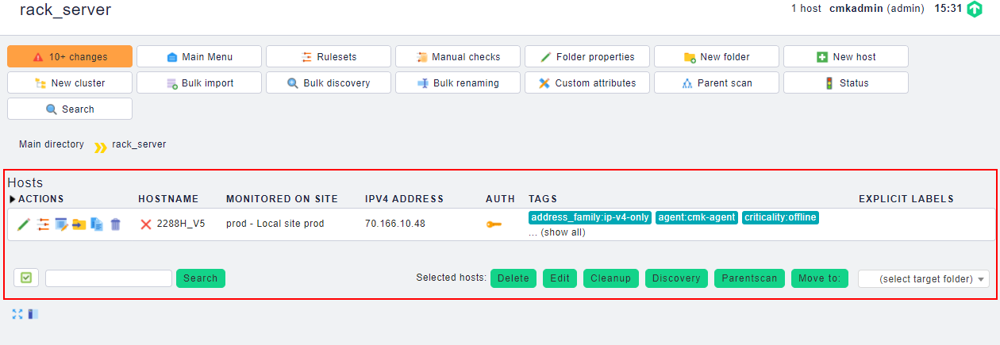 rack_server
1 host cmkadmin (admin) 15:31
10+ changes Main Menu Rulesets Manual checks Folder properties New folder New host
New cluster Bulk import Bulk discovery Bulk renaming Custom attributes Parent scan Status
Search
Main directory rack_server
Hosts
ACTIONS HOSTNAME MONITORED ON SITE IPV4 ADDRESS AUTH TAGS EXPLICIT LABELS
2288H_V5 prod - Local site prod 70.166.10.48 address_family:ip-v4-only agent:cmk-agent criticality:offline
... (show all)
Search Selected hosts: Delete Edit Cleanup Discovery Parentscan Move to: (select target folder)